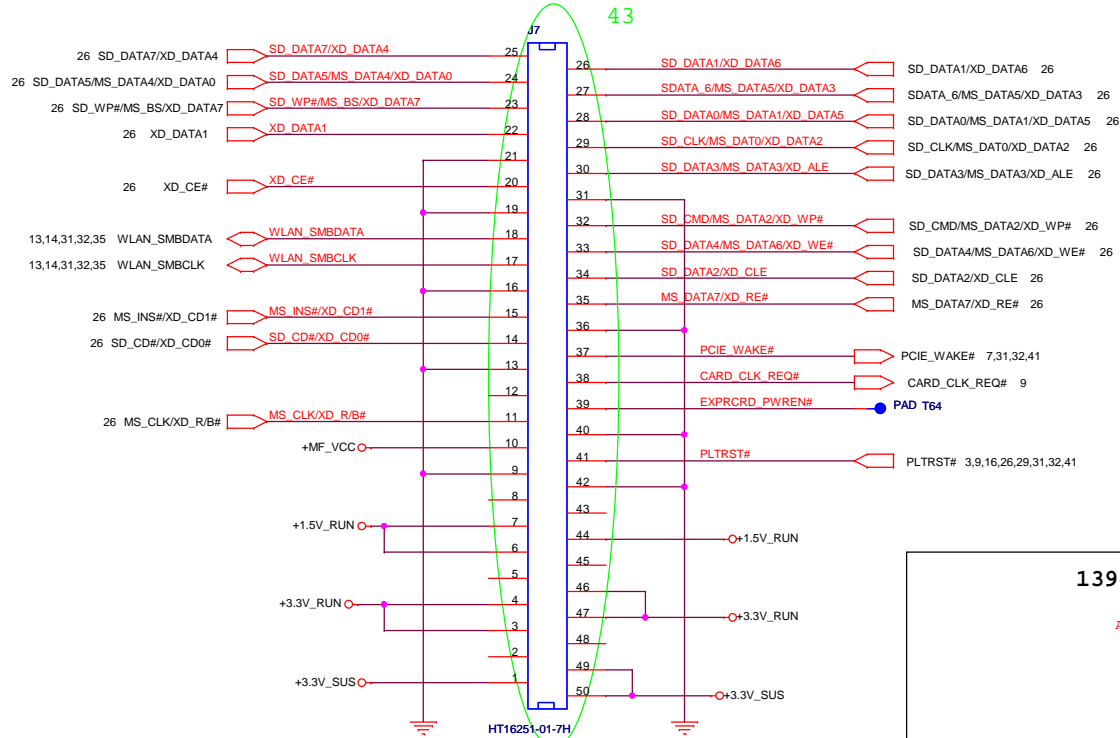 43
J7
26 SD_DATA7/XD_DATA4 SD_DATA7/XD_DATA4 25
26 SD_DATA5/MS_DATA4/XD_DATA0 SD_DATA5/MS_DATA4/XD_DATA0 24
26 SD_WP#/MS_BS/XD_DATA7 SD_WP#/MS_BS/XD_DATA7 23
26 XD_DATA1 XD_DATA1 22
21
26 XD_CE# XD_CE# 20
19
13,14,31,32,35 WLAN_SMBDATA WLAN_SMBDATA 18
13,14,31,32,35 WLAN_SMBCLK WLAN_SMBCLK 17
16
26 MS_INS#/XD_CD1# MS_INS#/XD_CD1# 15
26 SD_CD#/XD_CD0# SD_CD#/XD_CD0# 14
13
12
26 MS_CLK/XD_R/B# MS_CLK/XD_R/B# 11
+MF_VCC 10
9
8
+1.5V_RUN 7
6
5
+3.3V_RUN 4
3
2
+3.3V_SUS 1
26 SD_DATA1/XD_DATA6 SD_DATA1/XD_DATA6 26
27 SDATA_6/MS_DATA5/XD_DATA3 SDATA_6/MS_DATA5/XD_DATA3 26
28 SD_DATA0/MS_DATA1/XD_DATA5 SD_DATA0/MS_DATA1/XD_DATA5 26
29 SD_CLK/MS_DAT0/XD_DATA2 SD_CLK/MS_DAT0/XD_DATA2 26
30 SD_DATA3/MS_DATA3/XD_ALE SD_DATA3/MS_DATA3/XD_ALE 26
31
32 SD_CMD/MS_DATA2/XD_WP# SD_CMD/MS_DATA2/XD_WP# 26
33 SD_DATA4/MS_DATA6/XD_WE# SD_DATA4/MS_DATA6/XD_WE# 26
34 SD_DATA2/XD_CLE SD_DATA2/XD_CLE 26
35 MS_DATA7/XD_RE# MS_DATA7/XD_RE# 26
36
37 PCIE_WAKE# PCIE_WAKE# 7,31,32,41
38 CARD_CLK_REQ# CARD_CLK_REQ# 9
39 EXPRCRD_PWREN# PAD T64
40
41 PLTRST# PLTRST# 3,9,16,26,29,31,32,41
42
43
44 +1.5V_RUN
45
46
47 +3.3V_RUN
48
49
50 +3.3V_SUS
HT16251-01-7H
139